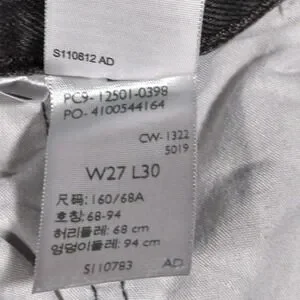 S110812 AD
PC9- 12501-0398
PO- 4100544164
CW-1322
5019
W27 L30
尺码: 160/68A
호칭: 68-94
허리둘레: 68 cm
엉덩이둘레: 94 cm
S110783 AD